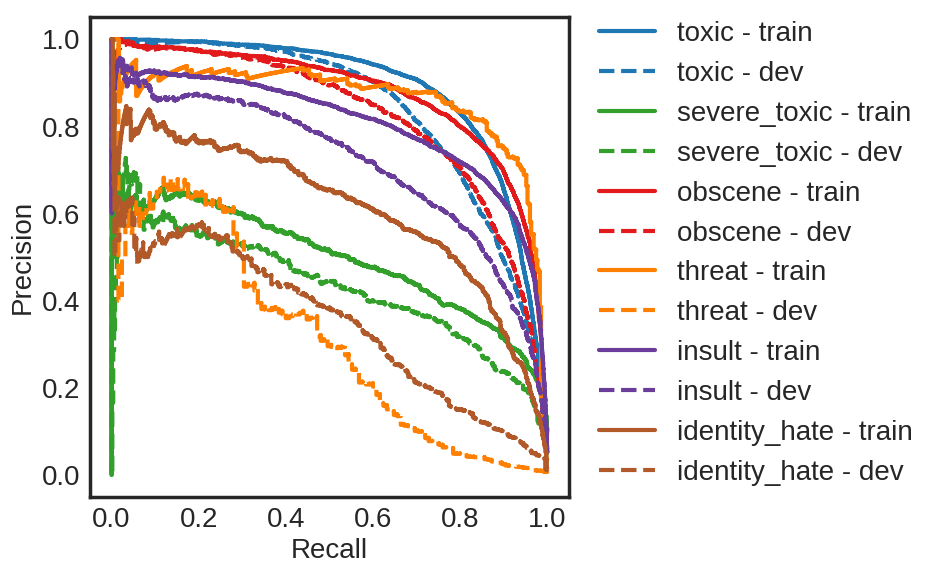 1.0
0.8
0.6
0.4
0.2
0.0
Precision
0.0 0.2 0.4 0.6 0.8 1.0
Recall
toxic - train
toxic - dev
severe_toxic - train
severe_toxic - dev
obscene - train
obscene - dev
threat - train
threat - dev
insult - train
insult - dev
identity_hate - train
identity_hate - dev